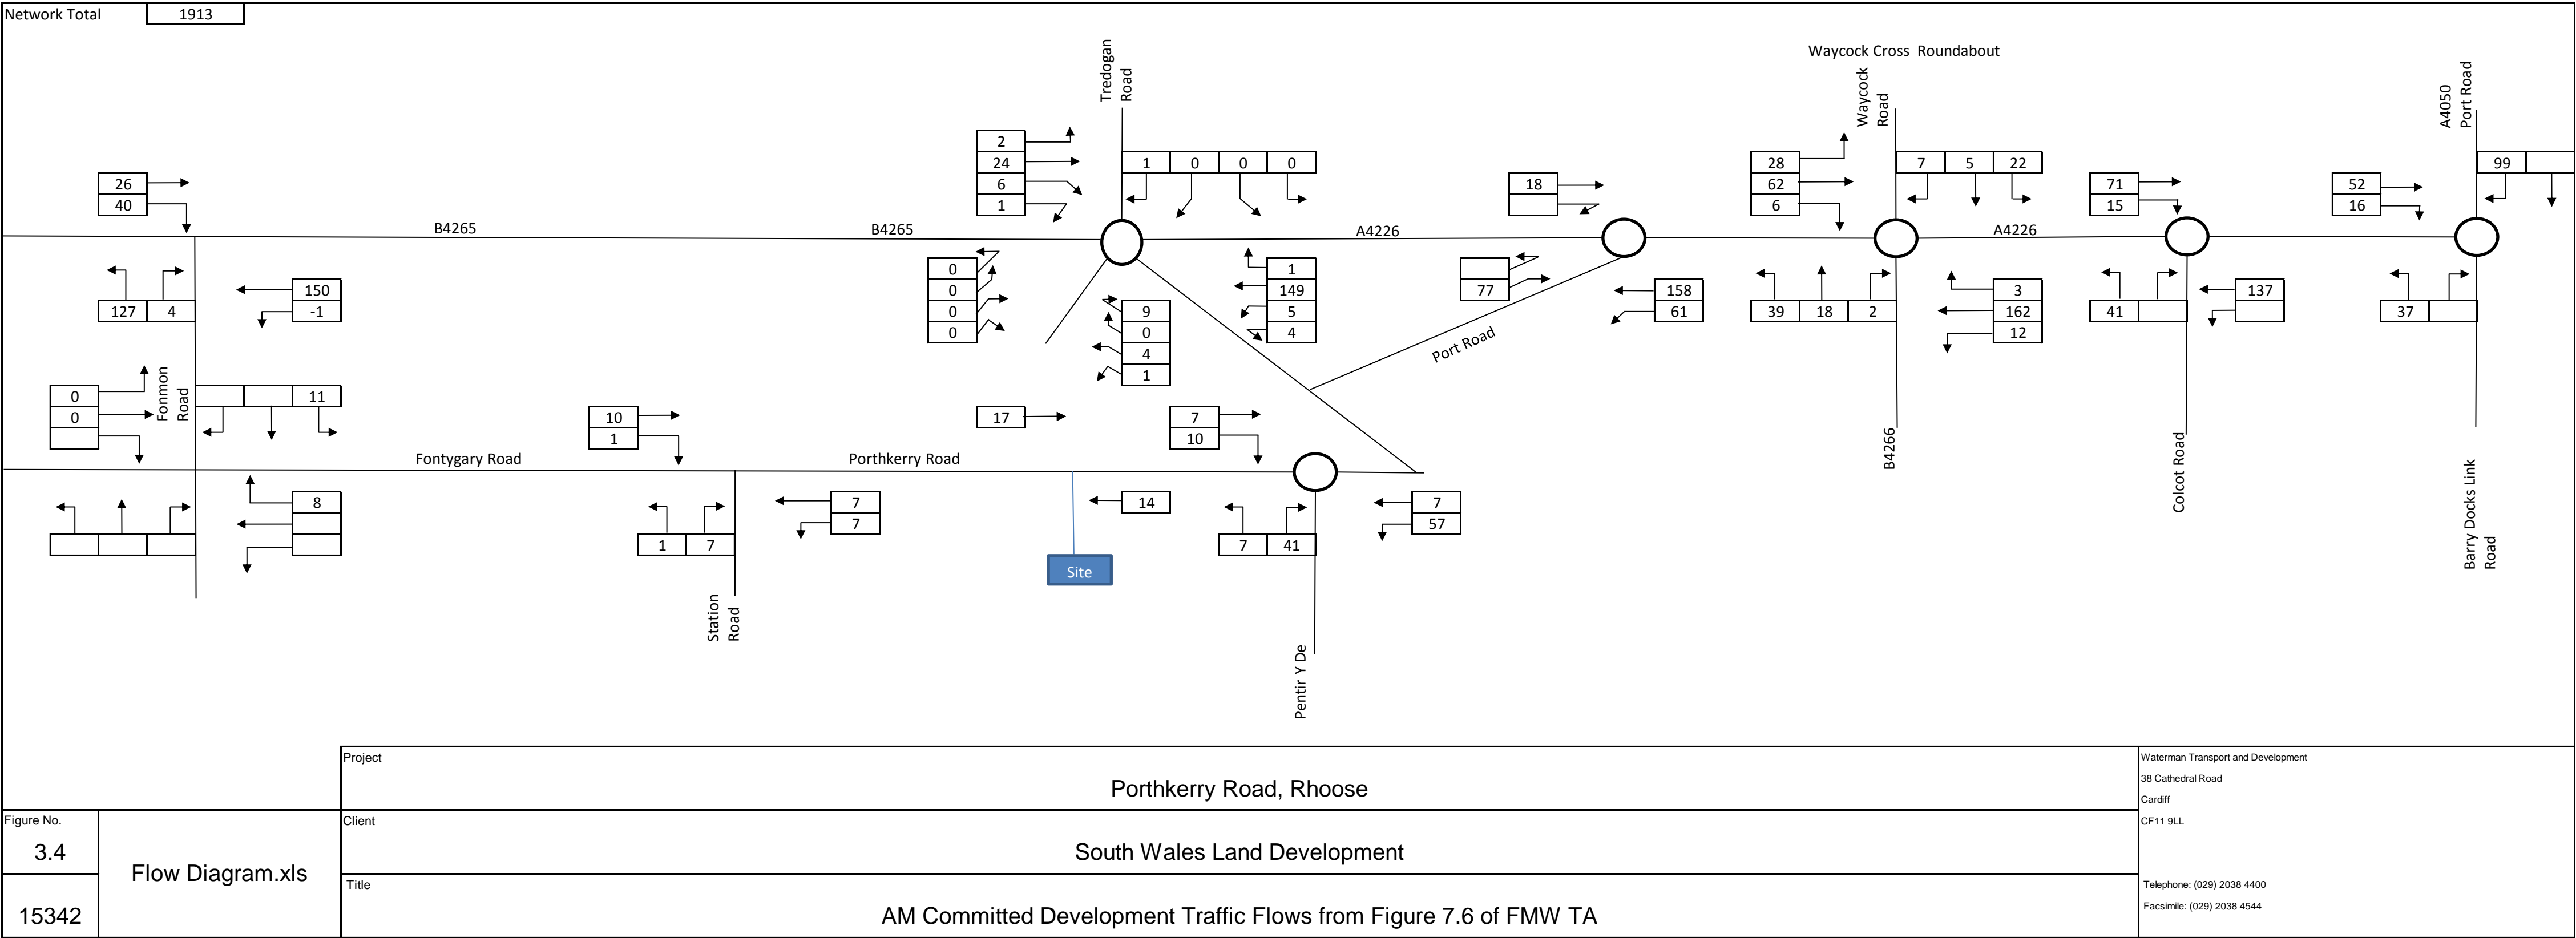 Network Total 1913
Waycock Cross Roundabout
Tredogan
Road
Waycock
Road
A4050
Port Road
2
24
6
1
1 0 0 0
26
40
18
28
62
6
7 5 22
71
15
52
16
99
B4265
B4265
A4226
A4226
127 4
150
-1
0
0
0
0
9
0
4
1
1
149
5
4
77
158
61
39 18 2
3
162
12
41
137
37
Port Road
Fonmon
Road
0
0
11
10
1
17
7
10
Fontygary Road
Porthkerry Road
B4266
Colcot Road
Barry Docks Link
Road
8
1 7
7
7
14
7 41
7
57
Site
Station
Road
Pentir Y De
Project
Porthkerry Road, Rhoose
Waterman Transport and Development
38 Cathedral Road
Cardiff
CF11 9LL
Figure No.
3.4
Flow Diagram.xls
Client
South Wales Land Development
15342
Title
AM Committed Development Traffic Flows from Figure 7.6 of FMW TA
Telephone: (029) 2038 4400
Facsimile: (029) 2038 4544